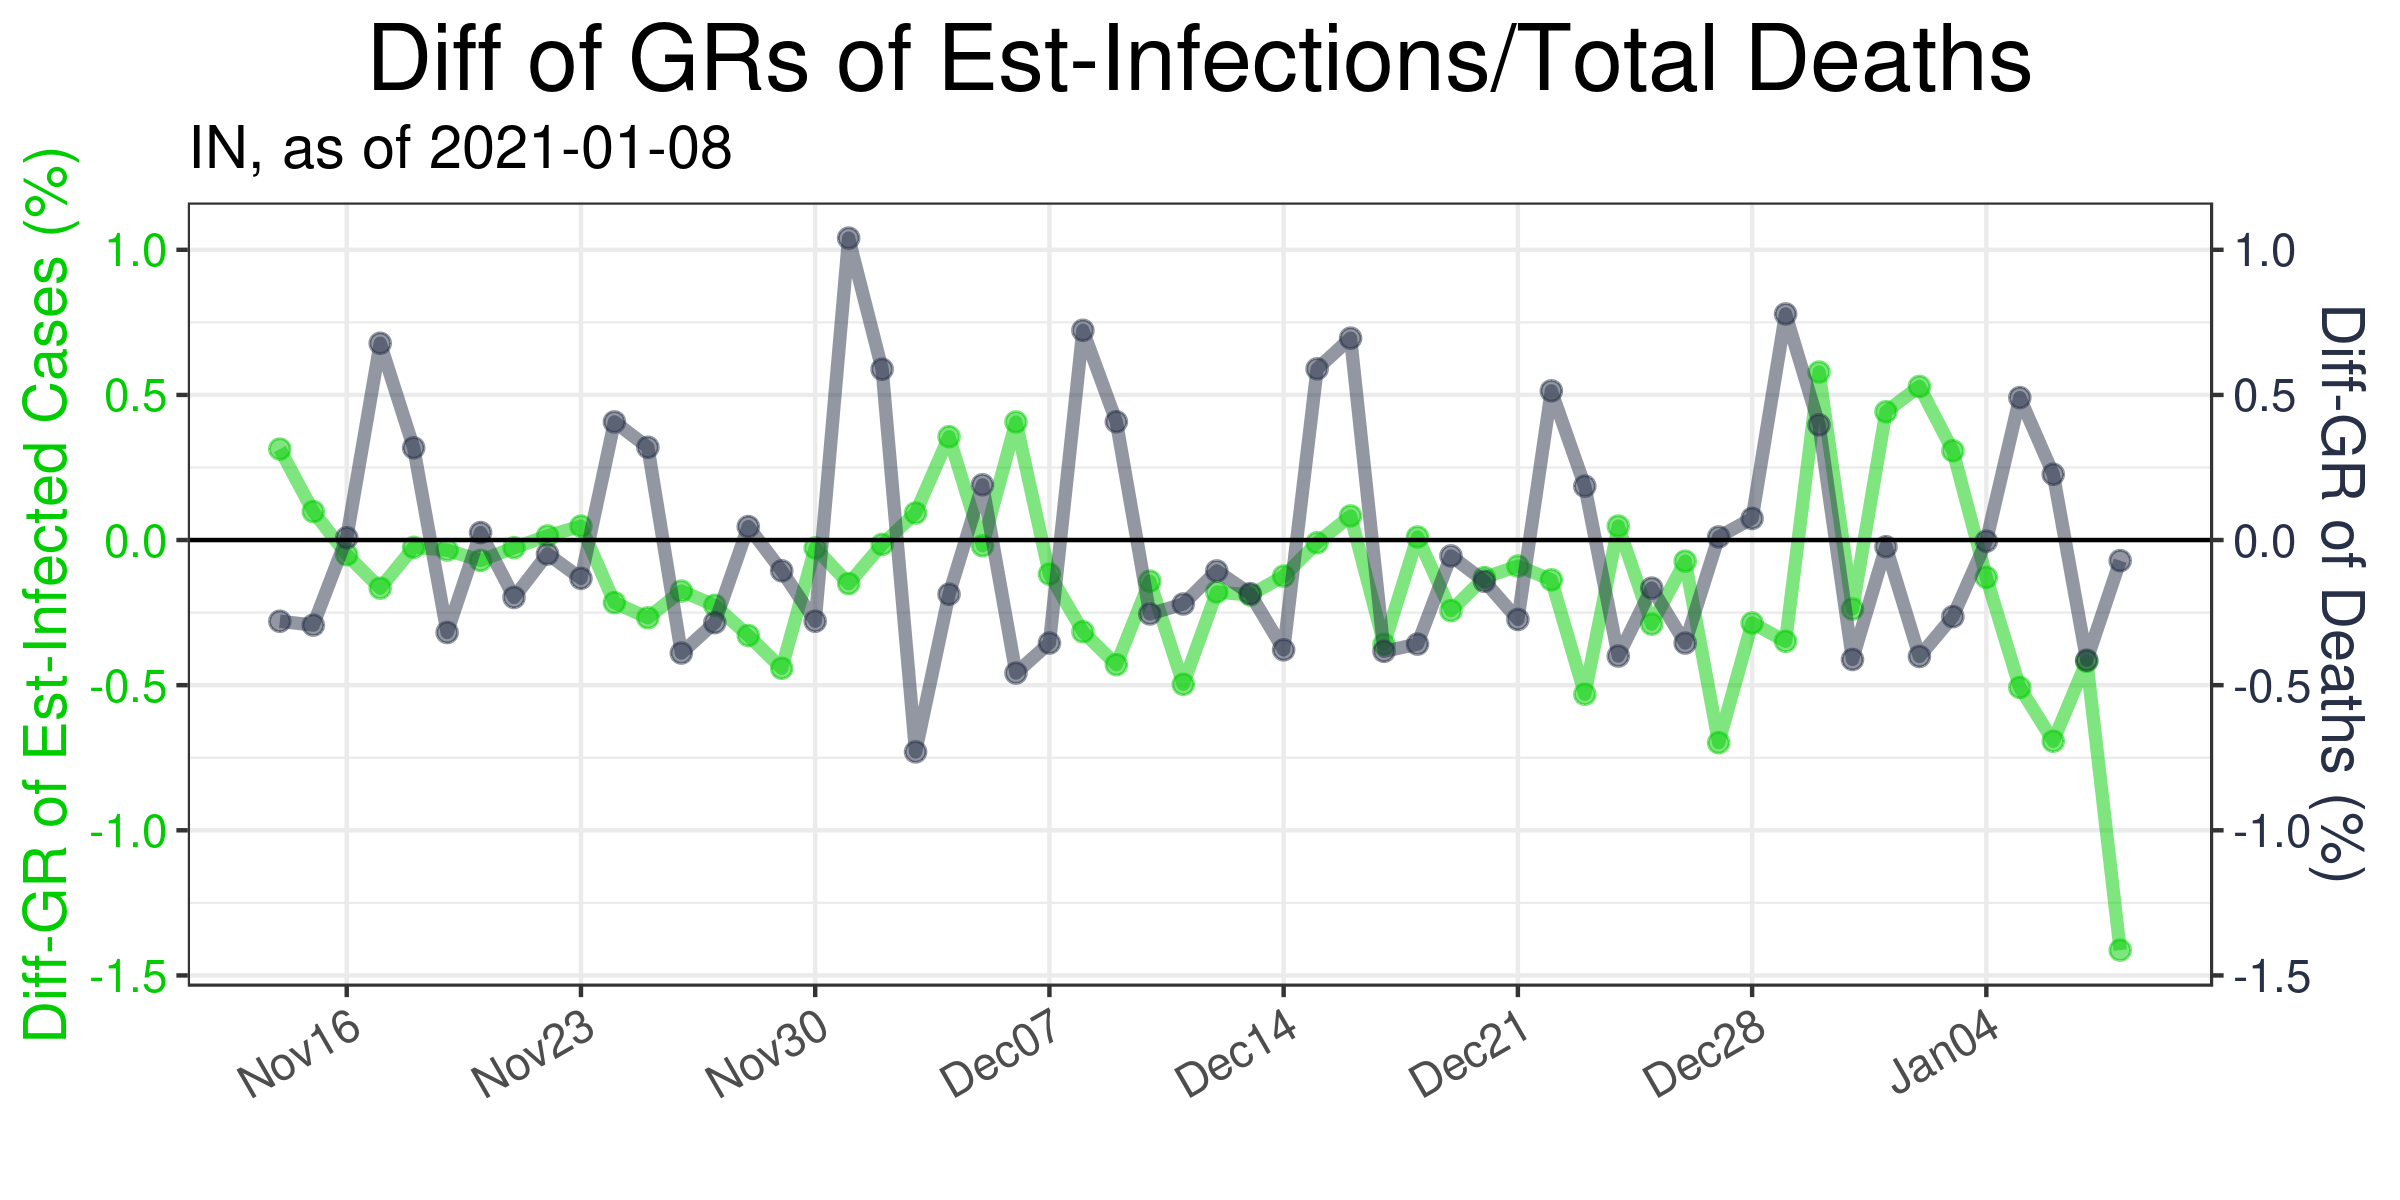 Diff of GRs of Est-Infections/Total Deaths
IN, as of 2021-01-08
Diff-GR of Est-Infected Cases (%)
1.0
0.5
0.0
-0.5
-1.0
-1.5
1.0
0.5
0.0
-0.5
-1.0
-1.5
Diff-GR of Deaths (%)
Nov16
Nov23
Nov30
Dec07
Dec14
Dec21
Dec28
Jan04